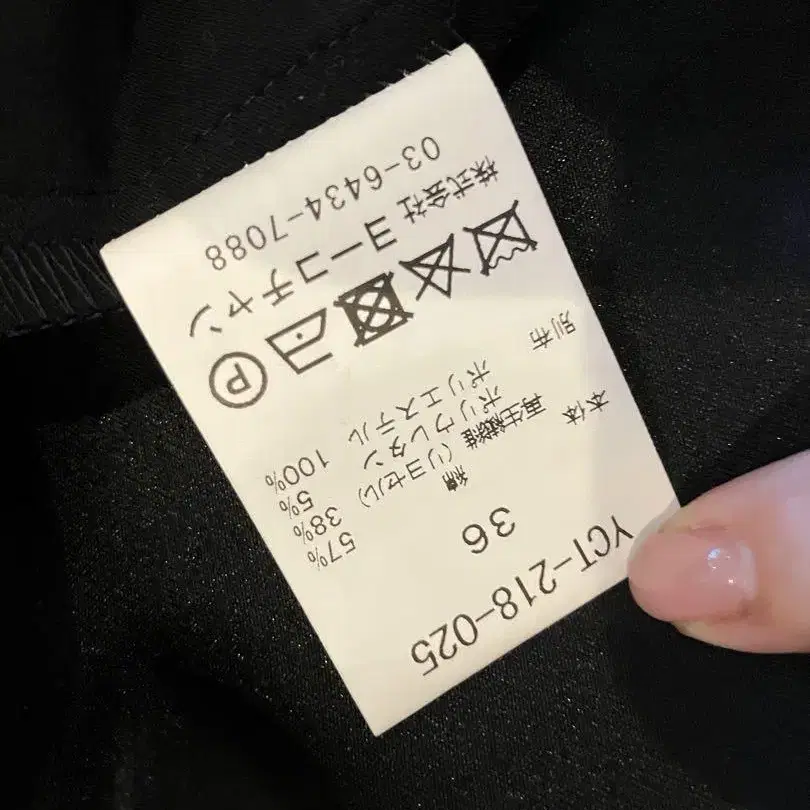 YCT-218-025
36
本体 綿 57%
再生繊維(リヨセル) 38%
ポリウレタン 5%
別布 ポリエステル 100%
P
株式会社 ヨーコチャン
03-6434-7088